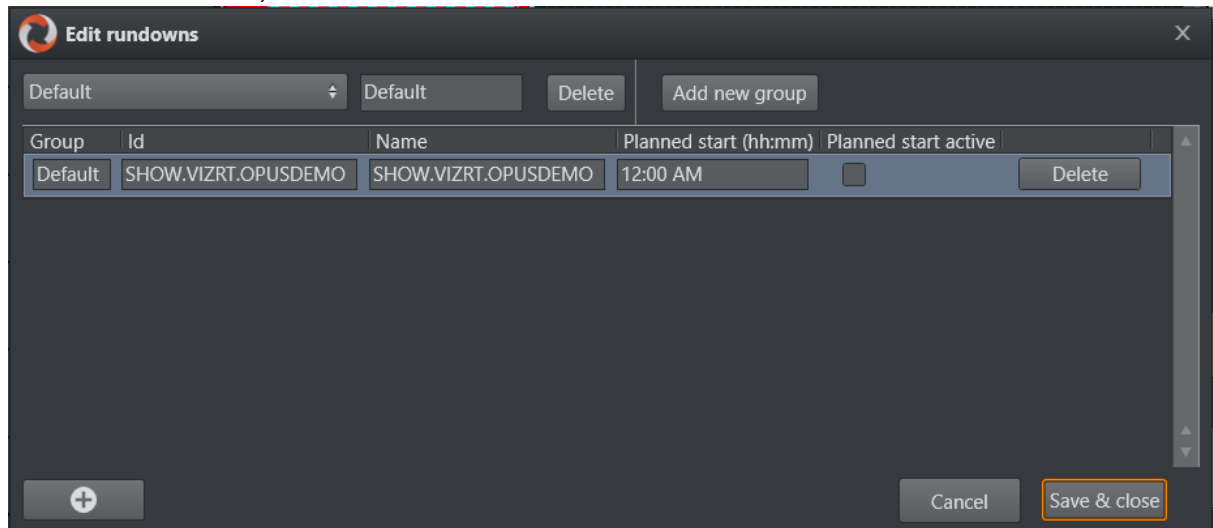 Edit rundowns X
Default Default Delete Add new group
Group Id Name Planned start (hh:mm) Planned start active
Default SHOW.VIZRT.OPUSDEMO SHOW.VIZRT.OPUSDEMO 12:00 AM Delete
Cancel Save & close